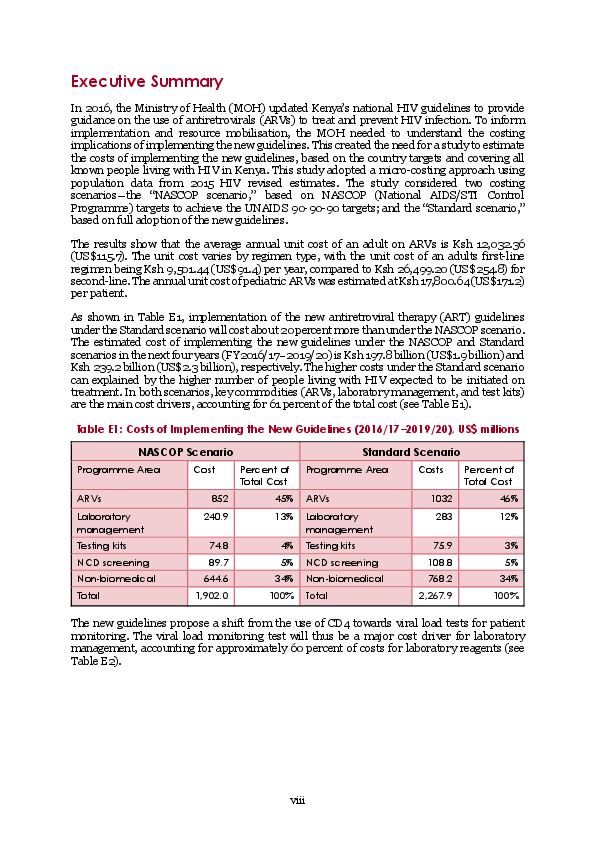 Executive Summary
In 2016, the Ministry of Health (MOH) updated Kenya's national HIV guidelines to provide
guidance on the use of antiretrovirals (ARVs) to treat and prevent HIV infection. To inform
implementation and resource mobilisation, the MOH needed to understand the costing
implications of implementing the new guidelines. This created the need for a study to estimate
the costs of implementing the new guidelines, based on the country targets and covering all
known people living with HIV in Kenya. This study adopted a micro-costing approach using
population data from 2015 HIV revised estimates. The study considered two costing
scenarios—the “NASCOP scenario,” based on NASCOP (National AIDS/STI Control
Programme) targets to achieve the UNAIDS 90-90-90 targets; and the “Standard scenario,”
based on full adoption of the new guidelines.
The results show that the average annual unit cost of an adult on ARVs is Ksh 12,032.36
(US$115.7). The unit cost varies by regimen type, with the unit cost of an adults first-line
regimen being Ksh 9,501.44 (US$91.4) per year, compared to Ksh 26,499.20 (US$254.8) for
second-line. The annual unit cost of pediatric ARVs was estimated at Ksh 17,800.64 (US$171.2)
per patient.
As shown in Table E1, implementation of the new antiretroviral therapy (ART) guidelines
under the Standard scenario will cost about 20 percent more than under the NASCOP scenario.
The estimated cost of implementing the new guidelines under the NASCOP and Standard
scenarios in the next four years (FY2016/17–2019/20) is Ksh 197.8 billion (US$1.9 billion) and
Ksh 239.2 billion (US$2.3 billion), respectively. The higher costs under the Standard scenario
can explained by the higher number of people living with HIV expected to be initiated on
treatment. In both scenarios, key commodities (ARVs, laboratory management, and test kits)
are the main cost drivers, accounting for 61 percent of the total cost (see Table E1).
Table E1: Costs of Implementing the New Guidelines (2016/17–2019/20), US$ millions
NASCOP Scenario Standard Scenario
Programme Area Cost Percent of Programme Area Costs Percent of
Total Cost Total Cost
ARVs 852 45% ARVs 1032 46%
Laboratory 240.9 13% Laboratory 283 12%
management management
Testing kits 74.8 4% Testing kits 75.9 3%
NCD screening 89.7 5% NCD screening 108.8 5%
Non-biomedical 644.6 34% Non-biomedical 768.2 34%
Total 1,902.0 100% Total 2,267.9 100%
The new guidelines propose a shift from the use of CD4 towards viral load tests for patient
monitoring. The viral load monitoring test will thus be a major cost driver for laboratory
management, accounting for approximately 60 percent of costs for laboratory reagents (see
Table E2).
viii